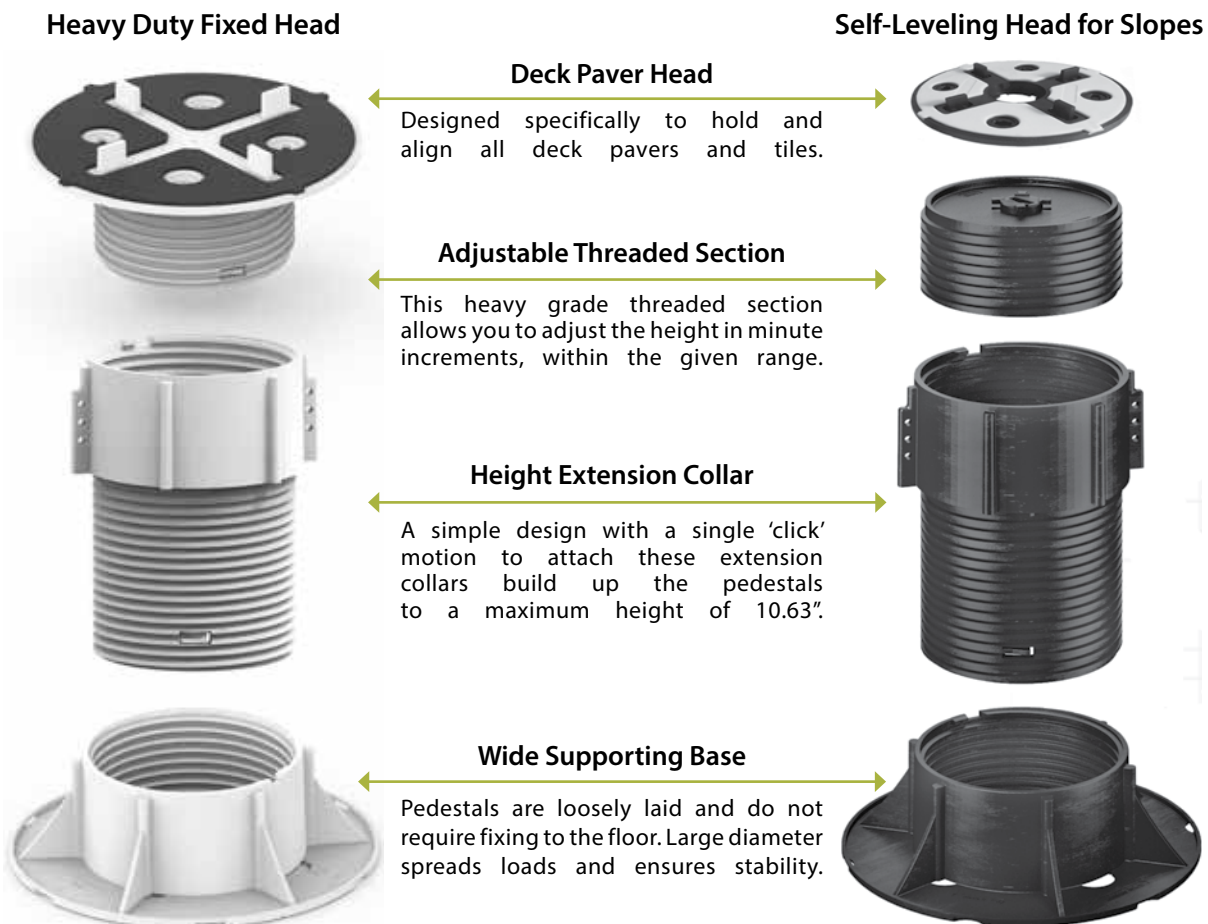 Heavy Duty Fixed Head
Self-Leveling Head for Slopes
Deck Paver Head
Designed specifically to hold and
align all deck pavers and tiles.
Adjustable Threaded Section
This heavy grade threaded section
allows you to adjust the height in minute
increments, within the given range.
Height Extension Collar
A simple design with a single ‘click’
motion to attach these extension
collars build up the pedestals
to a maximum height of 10.63”.
Wide Supporting Base
Pedestals are loosely laid and do not
require fixing to the floor. Large diameter
spreads loads and ensures stability.